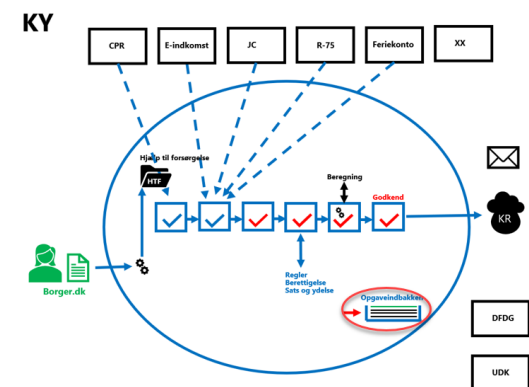 KY
CPR
E-indkomst
JC
R-75
Feriekonto
XX
Hjælp til forsørgelse
HTF
Beregning
Godkend
KR
Borger.dk
Regler
Berettigelse
Sats og ydelse
Opgaveindbakken
DFDG
UDK